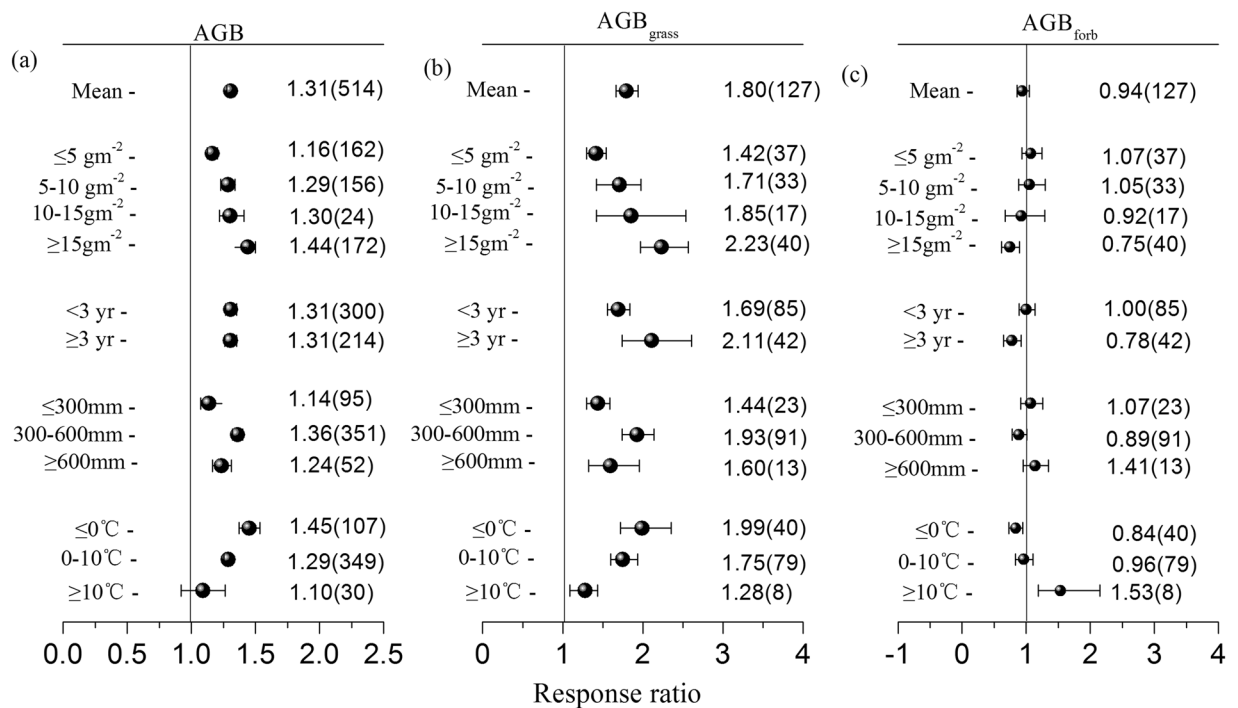 AGB
(a)
Mean - 1.31(514)
≤5 gm-2 - 1.16(162)
5-10 gm-2 - 1.29(156)
10-15gm-2 - 1.30(24)
≥15gm-2 - 1.44(172)
<3 yr - 1.31(300)
≥3 yr - 1.31(214)
≤300mm - 1.14(95)
300-600mm - 1.36(351)
≥600mm - 1.24(52)
≤0℃ - 1.45(107)
0-10℃ - 1.29(349)
≥10℃ - 1.10(30)
0.0 0.5 1.0 1.5 2.0 2.5
AGBgrass
(b)
Mean - 1.80(127)
≤5 gm-2 - 1.42(37)
5-10 gm-2 - 1.71(33)
10-15gm-2 - 1.85(17)
≥15gm-2 - 2.23(40)
<3 yr - 1.69(85)
≥3 yr - 2.11(42)
≤300mm - 1.44(23)
300-600mm - 1.93(91)
≥600mm - 1.60(13)
≤0℃ - 1.99(40)
0-10℃ - 1.75(79)
≥10℃ - 1.28(8)
0 1 2 3 4
AGBforb
(c)
Mean - 0.94(127)
≤5 gm-2 - 1.07(37)
5-10 gm-2 - 1.05(33)
10-15gm-2 - 0.92(17)
≥15gm-2 - 0.75(40)
<3 yr - 1.00(85)
≥3 yr - 0.78(42)
≤300mm - 1.07(23)
300-600mm - 0.89(91)
≥600mm - 1.41(13)
≤0℃ - 0.84(40)
0-10℃ - 0.96(79)
≥10℃ - 1.53(8)
-1 0 1 2 3 4
Response ratio